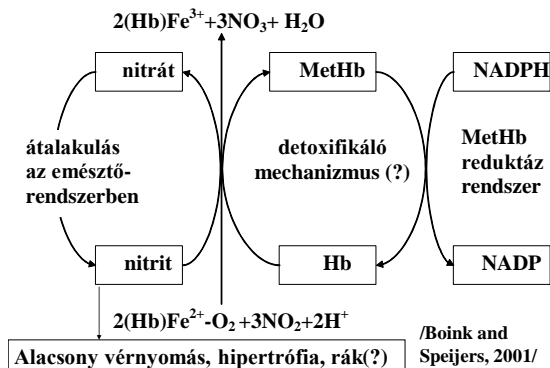 2(Hb)Fe³⁺+3NO₃+ H₂O
nitrát
MetHb
NADPH
átalakulás
az emésztő-
rendszerben
detoxifikáló
mechanizmus (?)
MetHb
reduktáz
rendszer
nitrit
Hb
NADP
2(Hb)Fe²⁺-O₂ +3NO₂+2H⁺
Alacsony vérnyomás, hipertrófia, rák(?)
/Boink and
Speijers, 2001/